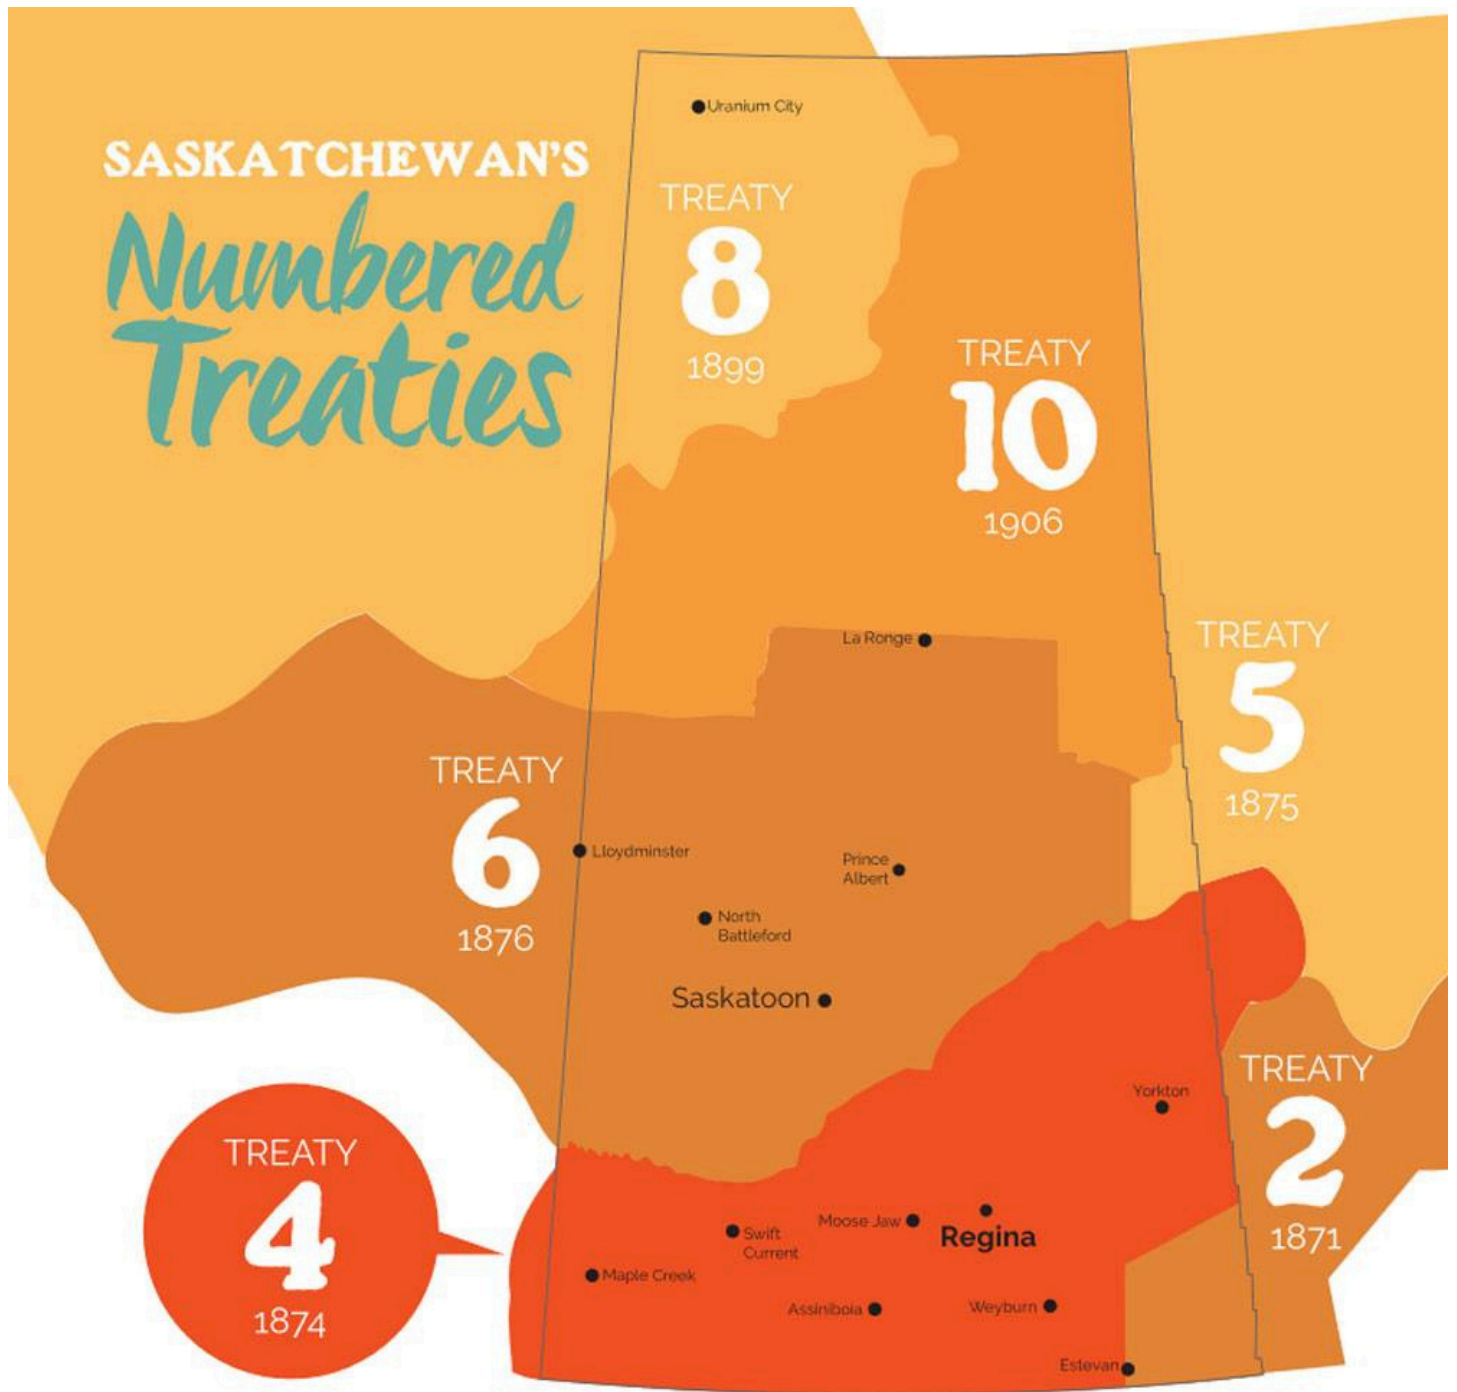 SASKATCHEWAN'S
Numbered
Treaties
Uranium City
TREATY
8
1899
TREATY
10
1906
La Ronge
TREATY
5
1875
TREATY
6
1876
Lloydminster
Prince
Albert
North
Battleford
Saskatoon
TREATY
4
1874
Yorkton
TREATY
2
1871
Swift
Current
Moose Jaw
Regina
Maple Creek
Assiniboia
Weyburn
Estevan